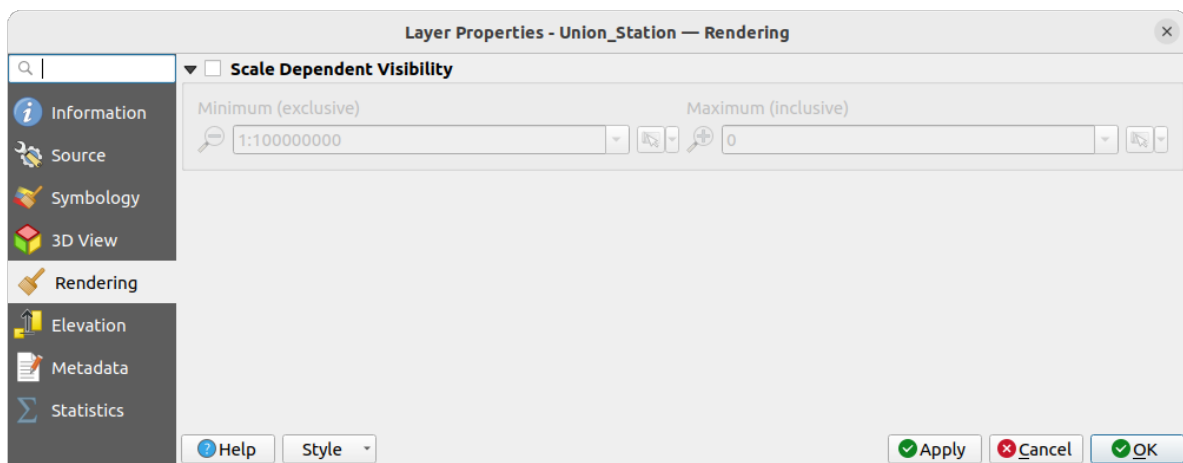 Layer Properties - Union_Station — Rendering
Scale Dependent Visibility
Information
Source
Symbology
3D View
Rendering
Elevation
Metadata
Statistics
Minimum (exclusive)
Maximum (inclusive)
1:100000000
0
Help
Style
Apply
Cancel
OK